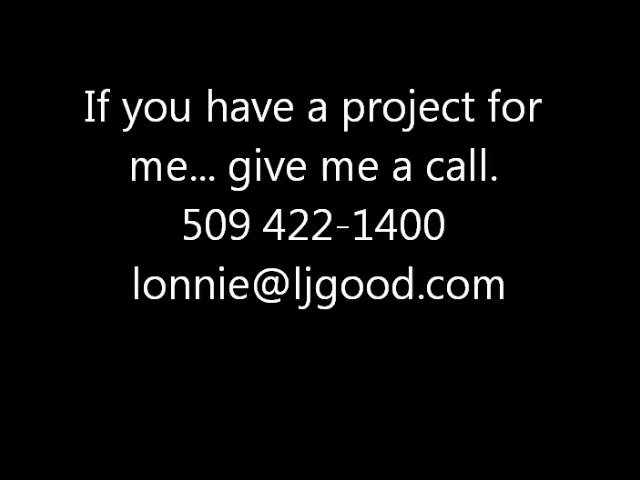 If you have a project for
me... give me a call.
509 422-1400
lonnie@ljgood.com